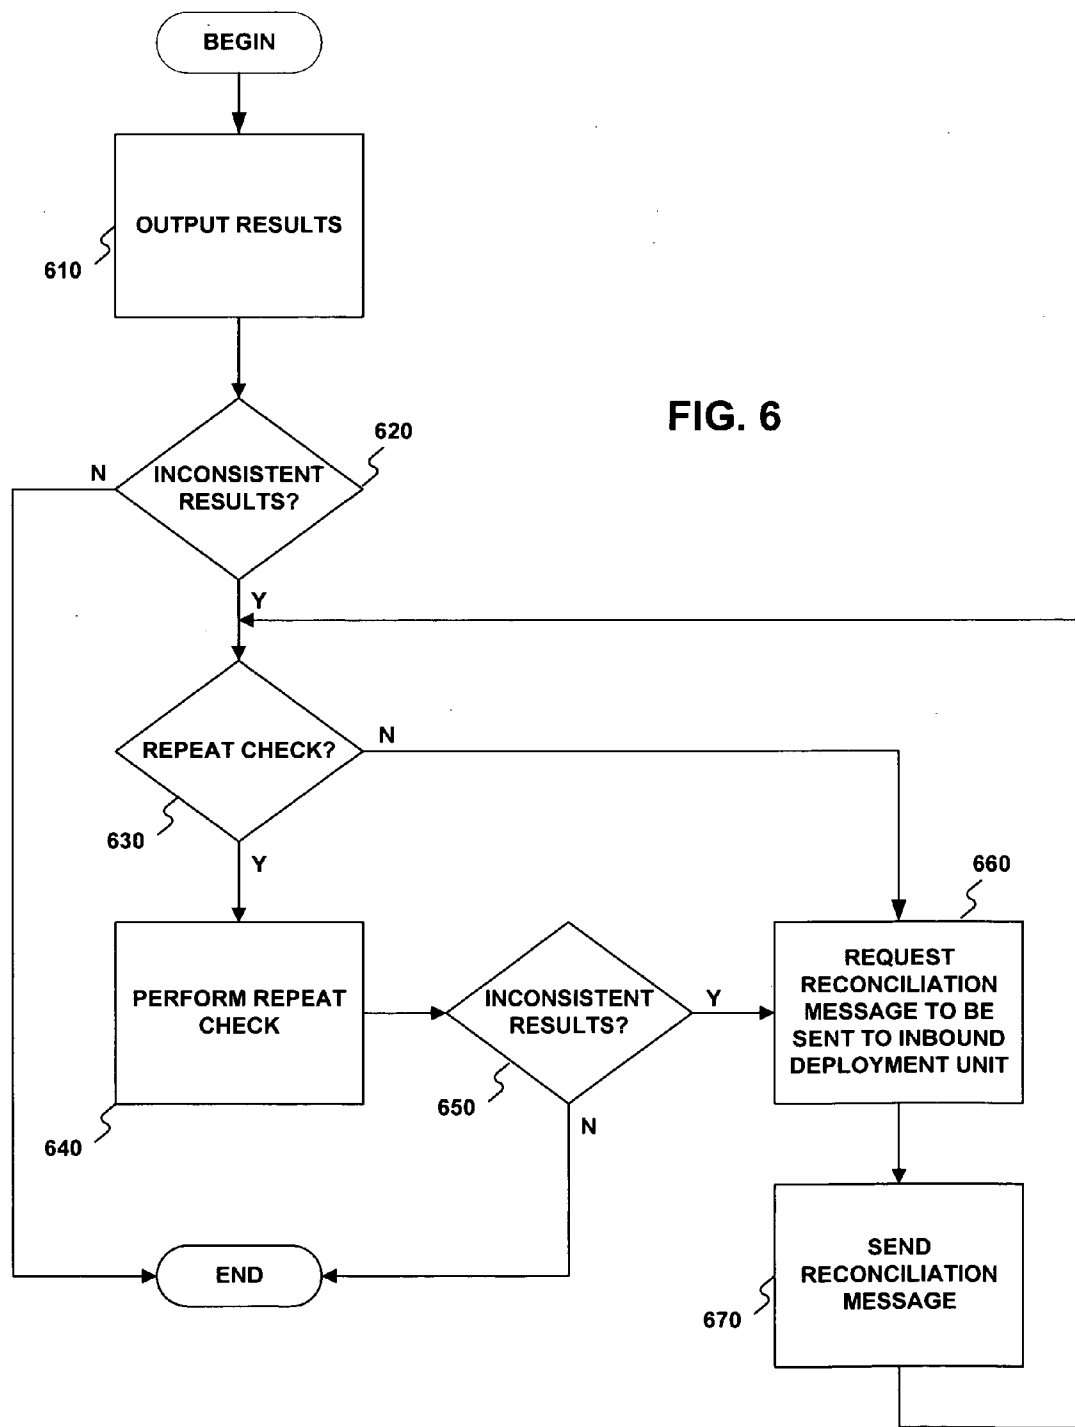 BEGIN
OUTPUT RESULTS
610
FIG. 6
620
N
INCONSISTENT
RESULTS?
Y
REPEAT CHECK?
N
630
Y
660
PERFORM REPEAT
CHECK
640
INCONSISTENT
RESULTS?
Y
650
N
REQUEST
RECONCILIATION
MESSAGE TO BE
SENT TO INBOUND
DEPLOYMENT UNIT
END
SEND
RECONCILIATION
MESSAGE
670